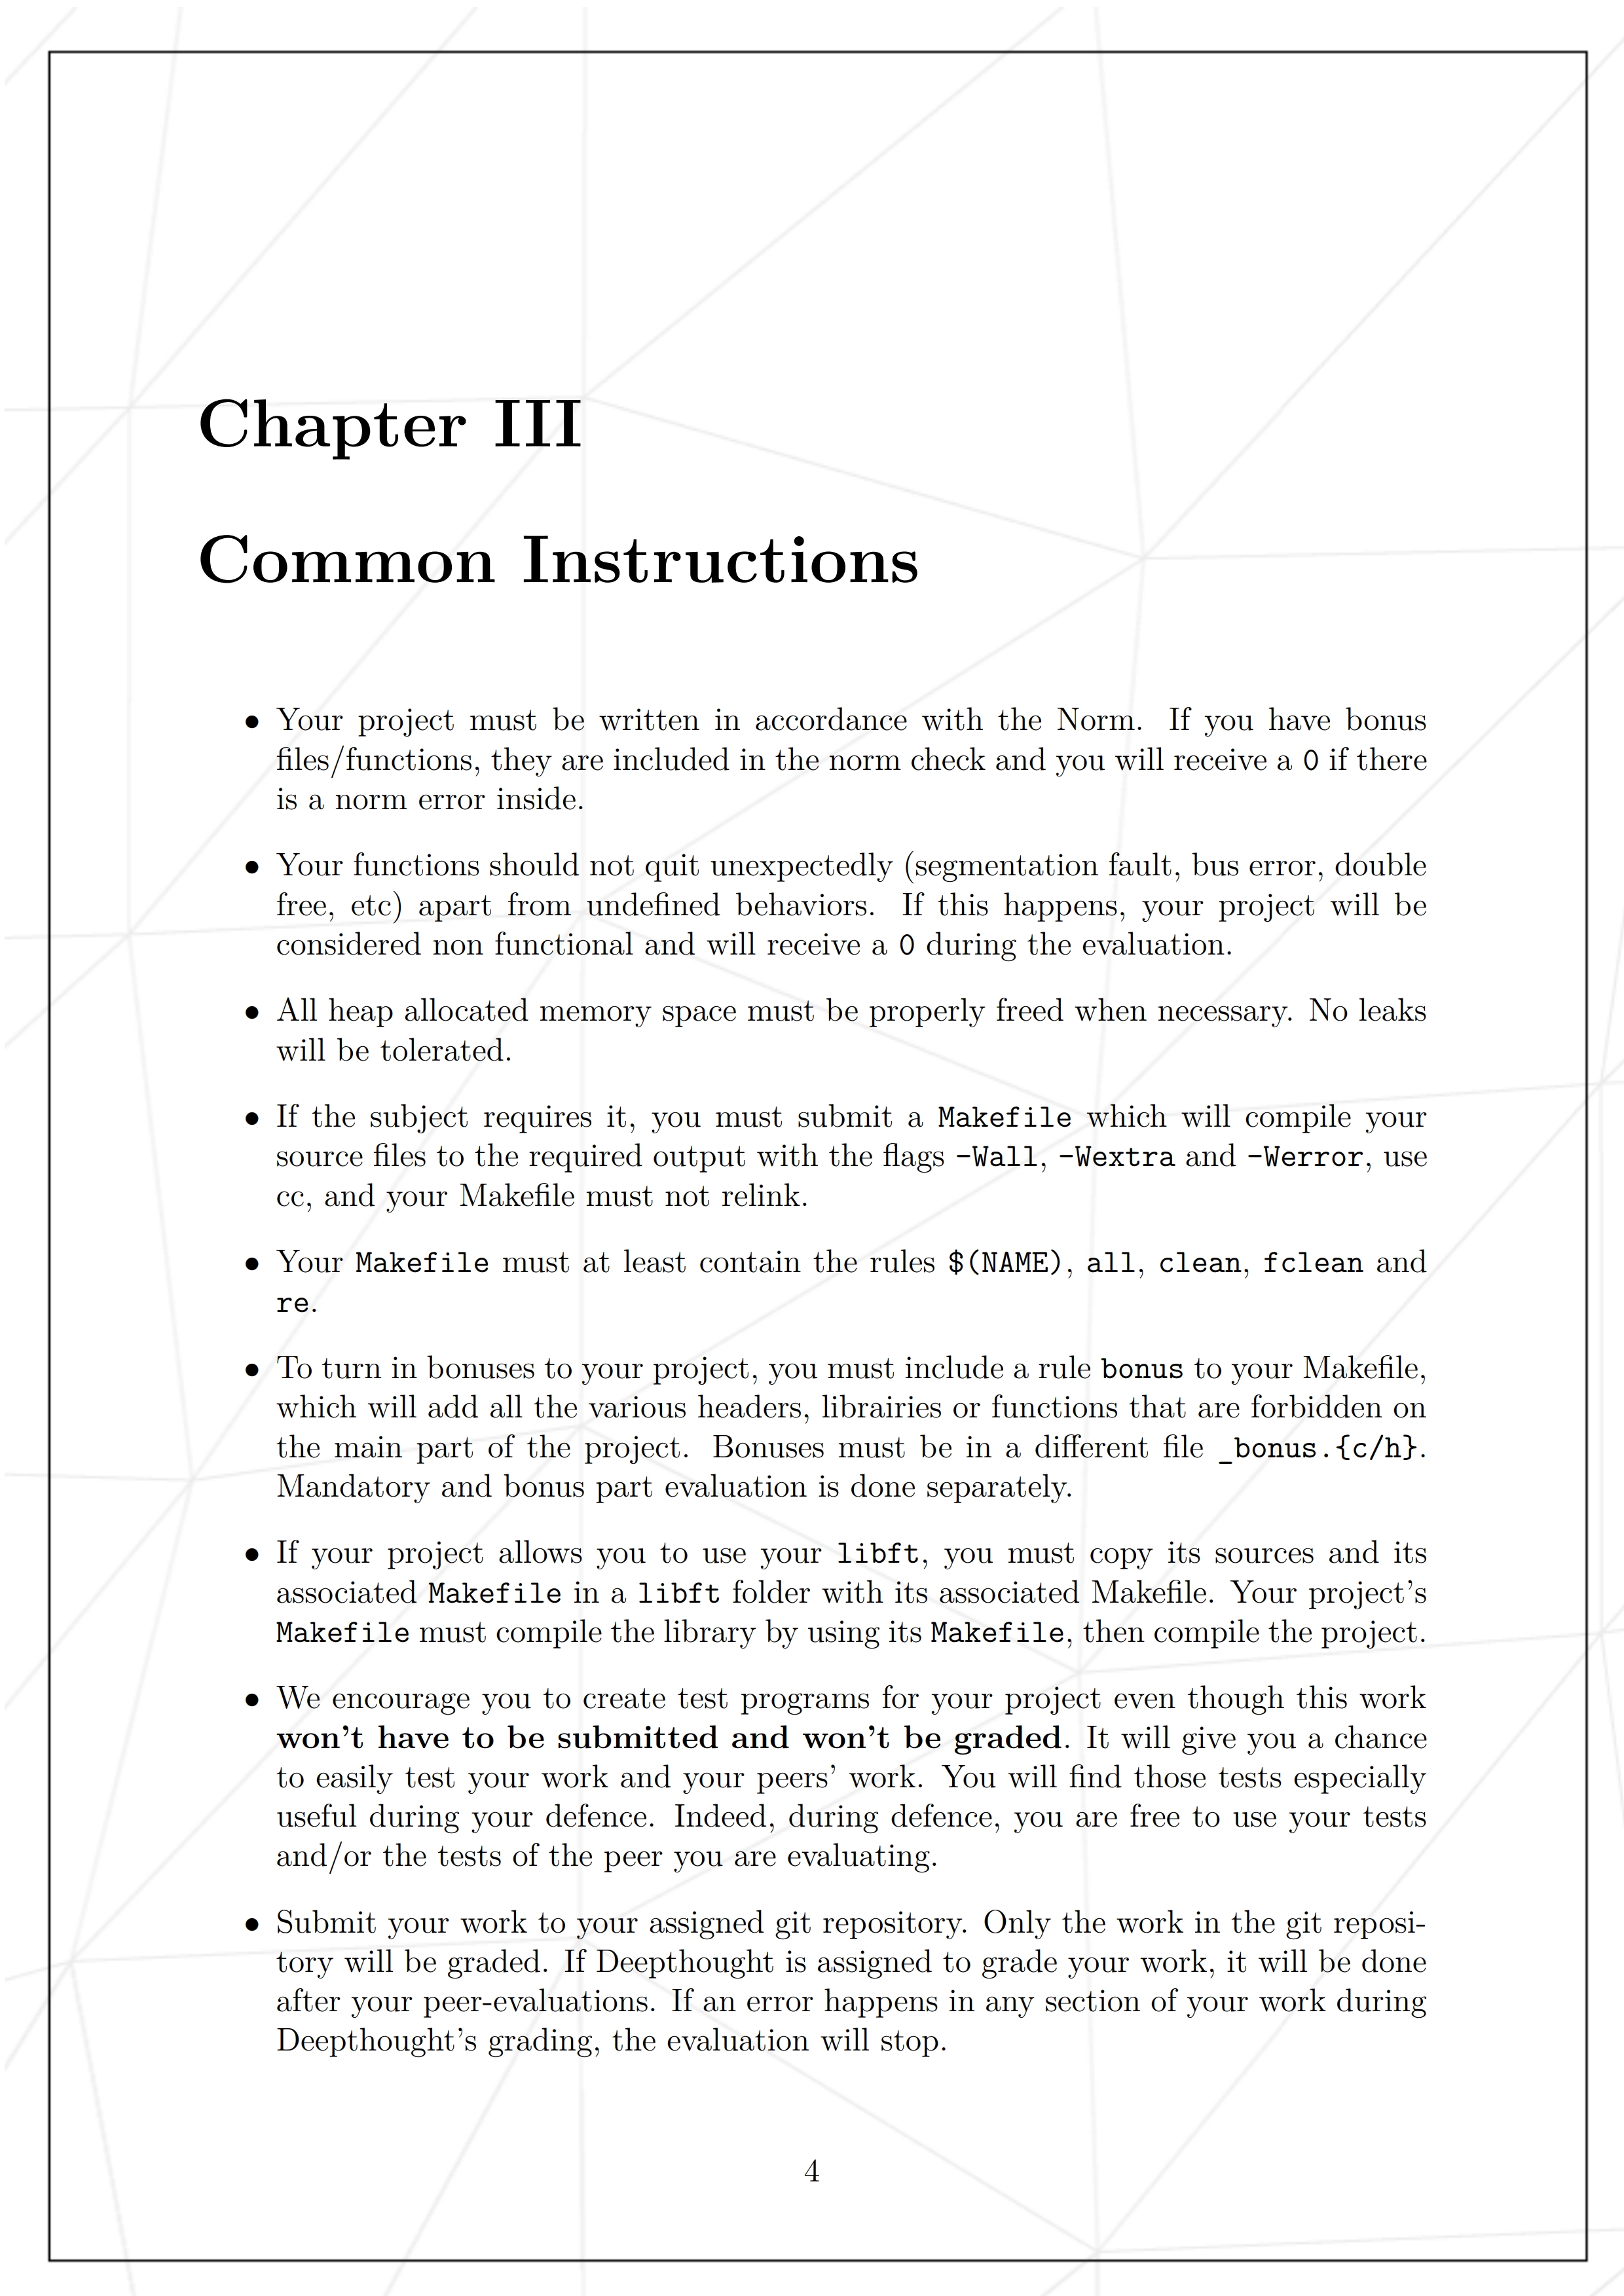 Chapter III
Common Instructions
• Your project must be written in accordance with the Norm. If you have bonus
files/functions, they are included in the norm check and you will receive a 0 if there
is a norm error inside.
• Your functions should not quit unexpectedly (segmentation fault, bus error, double
free, etc) apart from undefined behaviors. If this happens, your project will be
considered non functional and will receive a 0 during the evaluation.
• All heap allocated memory space must be properly freed when necessary. No leaks
will be tolerated.
• If the subject requires it, you must submit a Makefile which will compile your
source files to the required output with the flags -Wall, -Wextra and -Werror, use
cc, and your Makefile must not relink.
• Your Makefile must at least contain the rules $(NAME), all, clean, fclean and
re.
• To turn in bonuses to your project, you must include a rule bonus to your Makefile,
which will add all the various headers, librairies or functions that are forbidden on
the main part of the project. Bonuses must be in a different file _bonus.{c/h}.
Mandatory and bonus part evaluation is done separately.
• If your project allows you to use your libft, you must copy its sources and its
associated Makefile in a libft folder with its associated Makefile. Your project's
Makefile must compile the library by using its Makefile, then compile the project.
• We encourage you to create test programs for your project even though this work
won't have to be submitted and won't be graded. It will give you a chance
to easily test your work and your peers' work. You will find those tests especially
useful during your defence. Indeed, during defence, you are free to use your tests
and/or the tests of the peer you are evaluating.
• Submit your work to your assigned git repository. Only the work in the git reposi-
tory will be graded. If Deepthought is assigned to grade your work, it will be done
after your peer-evaluations. If an error happens in any section of your work during
Deepthought's grading, the evaluation will stop.
4